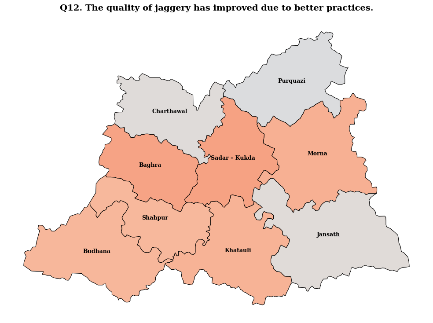 Q12. The quality of jaggery has improved due to better practices.
Purquazi
Charthawal
Morna
Sadar - Kukda
Baghra
Shahpur
Jansath
Budhana
Khatauli